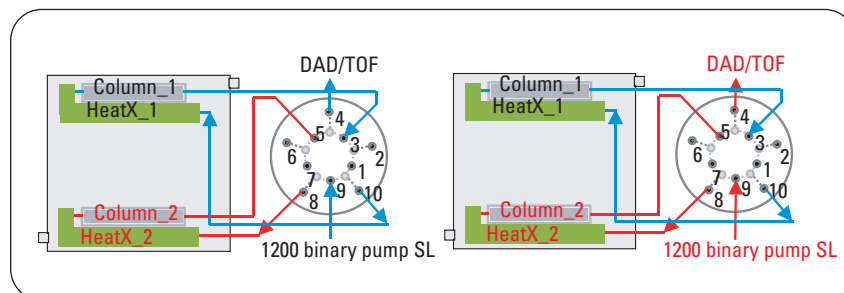 DAD/TOF
Column_1
HeatX_1
4
5
3
6
2
1
7
9
10
8
Column_2
HeatX_2
1200 binary pump SL
DAD/TOF
Column_1
HeatX_1
4
5
3
6
2
1
7
9
10
8
Column_2
HeatX_2
1200 binary pump SL